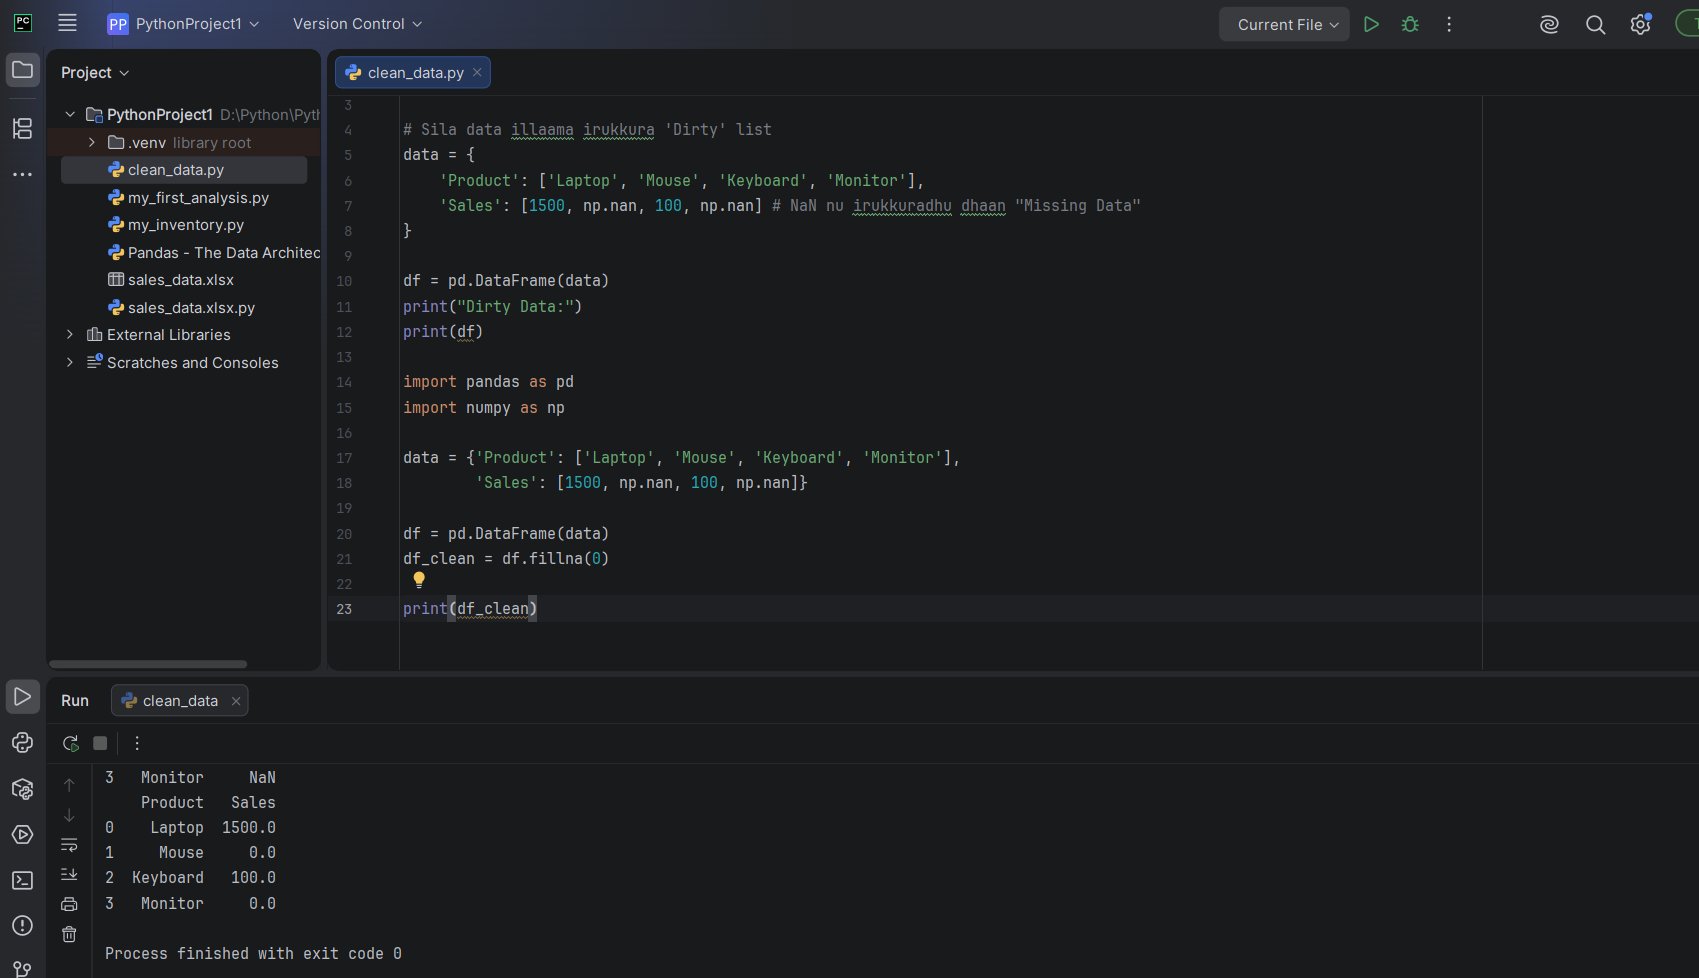 PC
PP PythonProject1
Version Control
Current File
Project
PythonProject1 D:\Python\Pyth
.venv library root
clean_data.py
my_first_analysis.py
my_inventory.py
Pandas - The Data Architec
sales_data.xlsx
sales_data.xlsx.py
External Libraries
Scratches and Consoles
clean_data.py
3
4 # Sila data illaama irukkura 'Dirty' list
5 data = {
6 'Product': ['Laptop', 'Mouse', 'Keyboard', 'Monitor'],
7 'Sales': [1500, np.nan, 100, np.nan] # NaN nu irukkuradhu dhaan "Missing Data"
8 }
9
10 df = pd.DataFrame(data)
11 print("Dirty Data:")
12 print(df)
13
14 import pandas as pd
15 import numpy as np
16
17 data = {'Product': ['Laptop', 'Mouse', 'Keyboard', 'Monitor'],
18 'Sales': [1500, np.nan, 100, np.nan]}
19
20 df = pd.DataFrame(data)
21 df_clean = df.fillna(0)
22
23 print(df_clean)
Run clean_data
3 Monitor NaN
Product Sales
0 Laptop 1500.0
1 Mouse 0.0
2 Keyboard 100.0
3 Monitor 0.0
Process finished with exit code 0